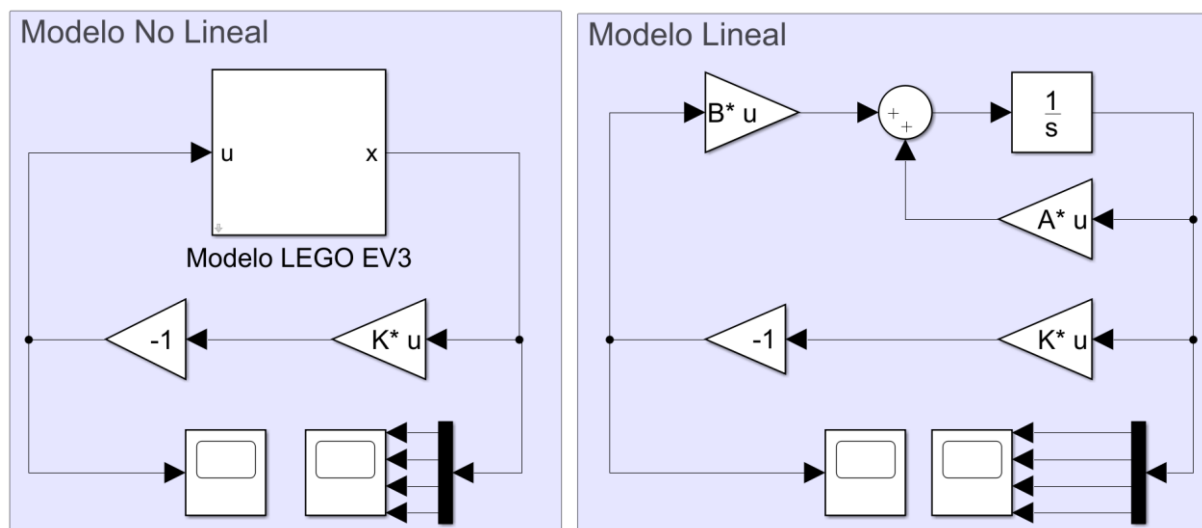 Modelo No Lineal
u
x
Modelo LEGO EV3
-1
K* u
Modelo Lineal
B* u
+
+
1
s
A* u
-1
K* u